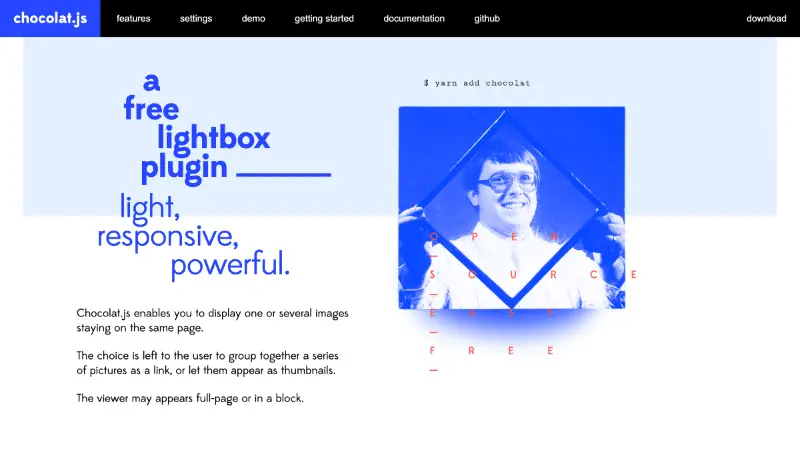 chocolat.js
features
settings
demo
getting started
documentation
github
download
a
free
lightbox
plugin
light,
responsive,
powerful.
Chocolat.js enables you to display one or several images
staying on the same page.
The choice is left to the user to group together a series
of pictures as a link, or let them appear as thumbnails.
The viewer may appears full-page or in a block.
$ yarn add chocolat
O P E N
—
S O U R C E
—
E A S Y
—
F R E E
—